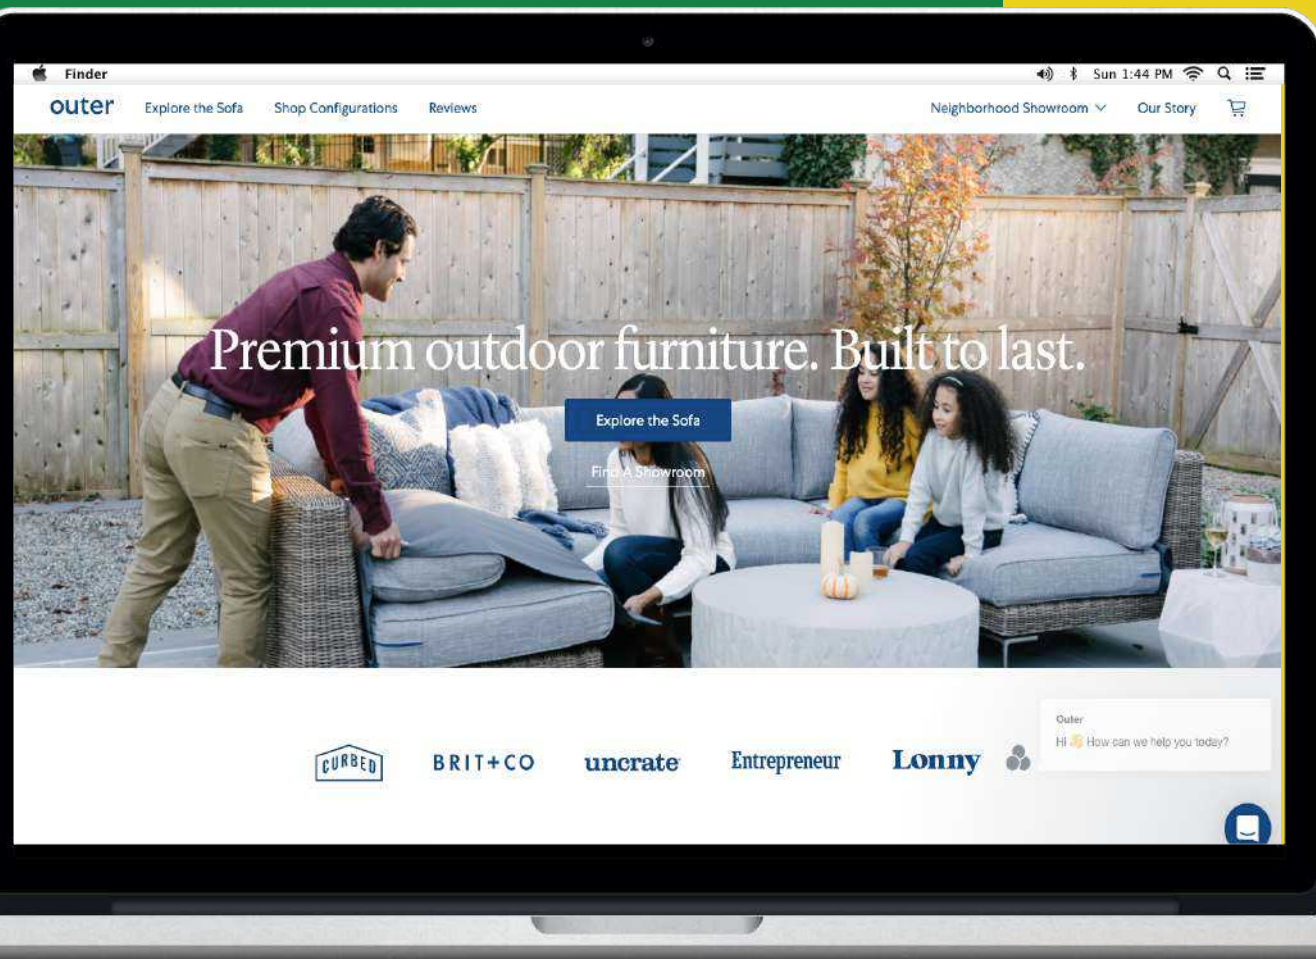 Finder
Sun 1:44 PM
outer
Explore the Sofa
Shop Configurations
Reviews
Neighborhood Showroom
Our Story
Premium outdoor furniture. Built to last.
Explore the Sofa
Find A Showroom
CURBED
BRIT+CO
uncrate
Entrepreneur
Lonny
Outer
Hi 👋 How can we help you today?